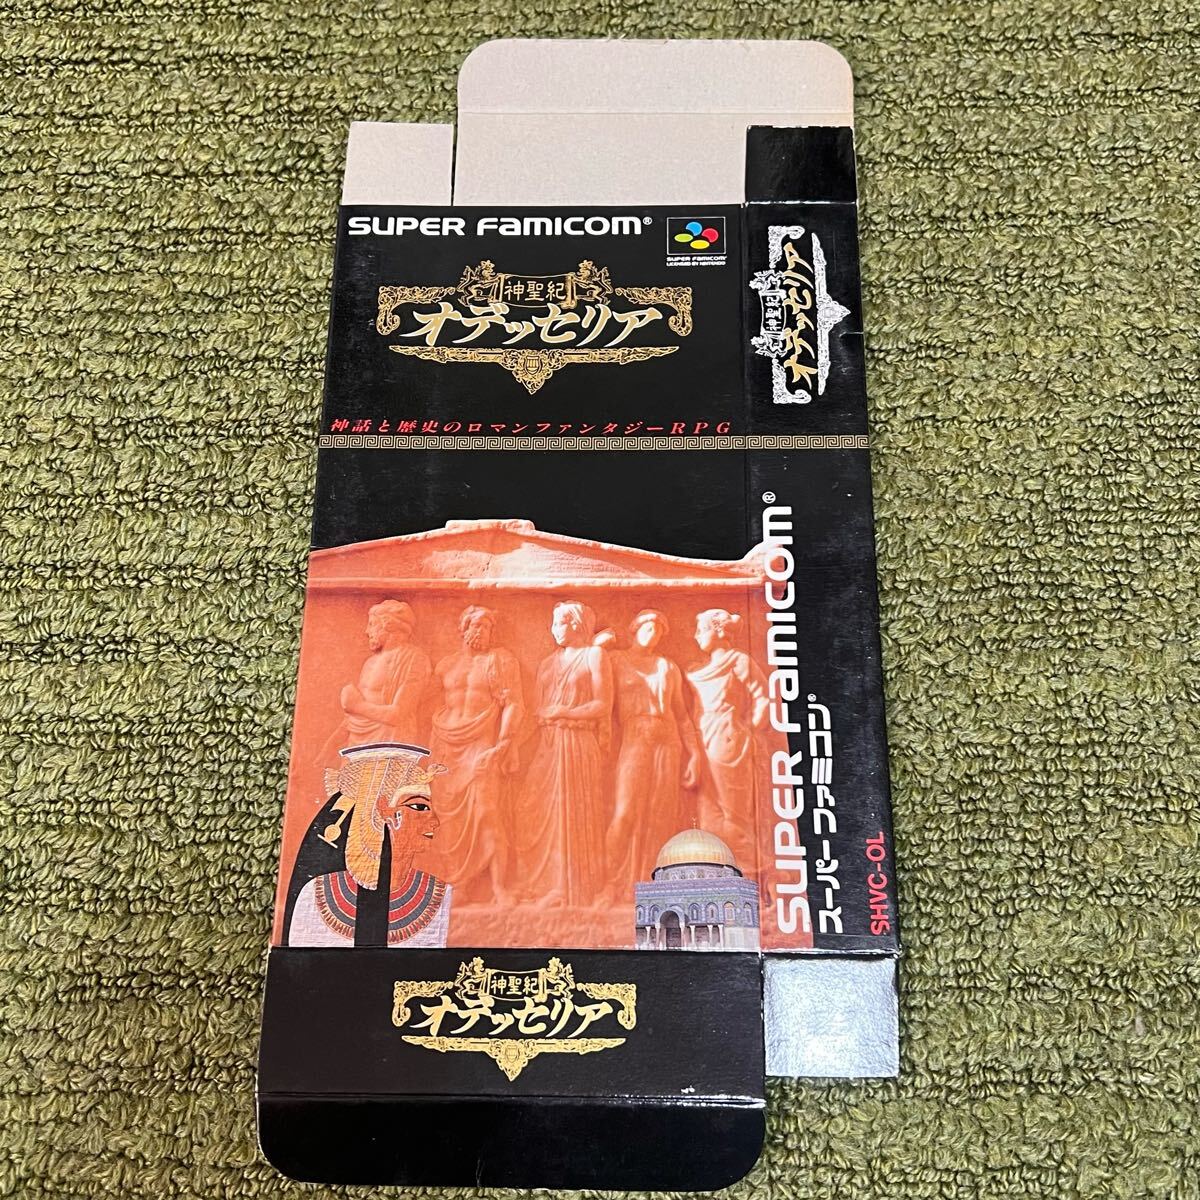 SUPER FAMICOM®
SUPER FAMICOM®
LICENSED BY NINTENDO
神聖紀
オデッセリア
神話と歴史のロマンファンタジーRPG
神聖紀
オデッセリア
SUPER FAMICOM®
スーパーファミコン®
SHVC-OL
神聖紀
オデッセリア